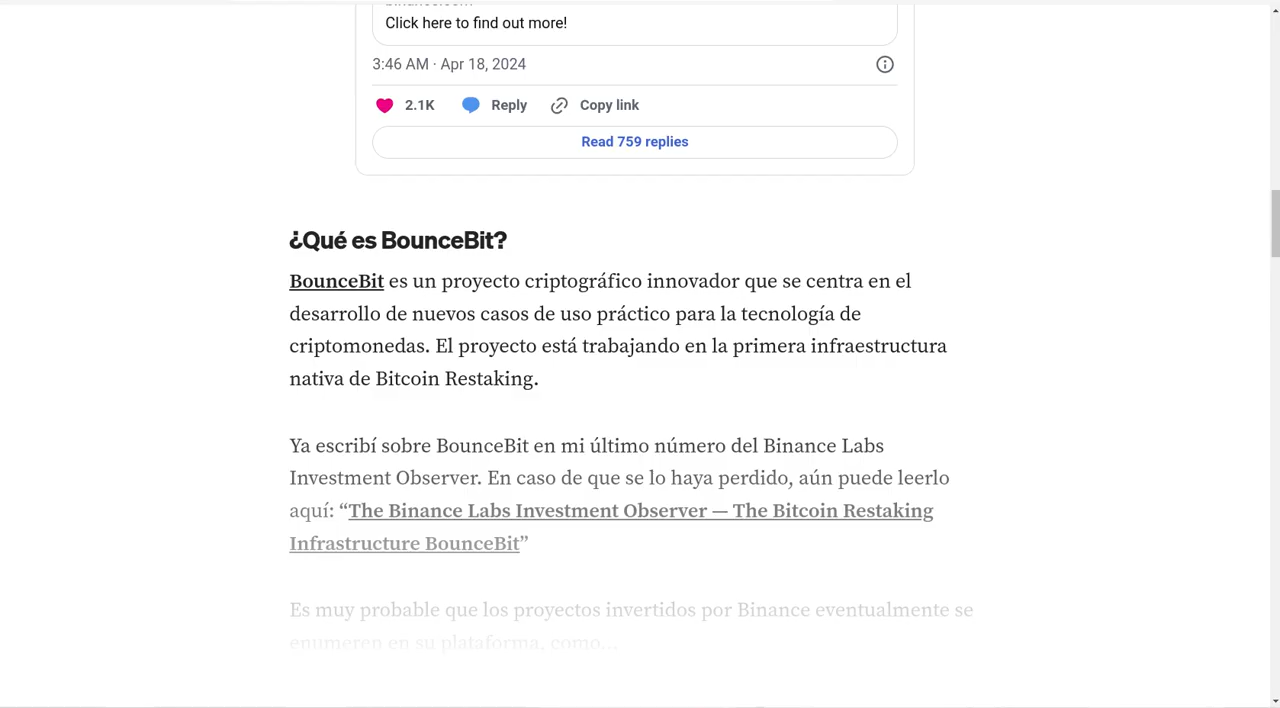 Click here to find out more!
3:46 AM · Apr 18, 2024
2.1K Reply Copy link
Read 759 replies
¿Qué es BounceBit?
BounceBit es un proyecto criptográfico innovador que se centra en el
desarrollo de nuevos casos de uso práctico para la tecnología de
criptomonedas. El proyecto está trabajando en la primera infraestructura
nativa de Bitcoin Restaking.
Ya escribí sobre BounceBit en mi último número del Binance Labs
Investment Observer. En caso de que se lo haya perdido, aún puede leerlo
aquí: “The Binance Labs Investment Observer — The Bitcoin Restaking
Infrastructure BounceBit”
Es muy probable que los proyectos invertidos por Binance eventualmente se
enumeren en su plataforma, como...